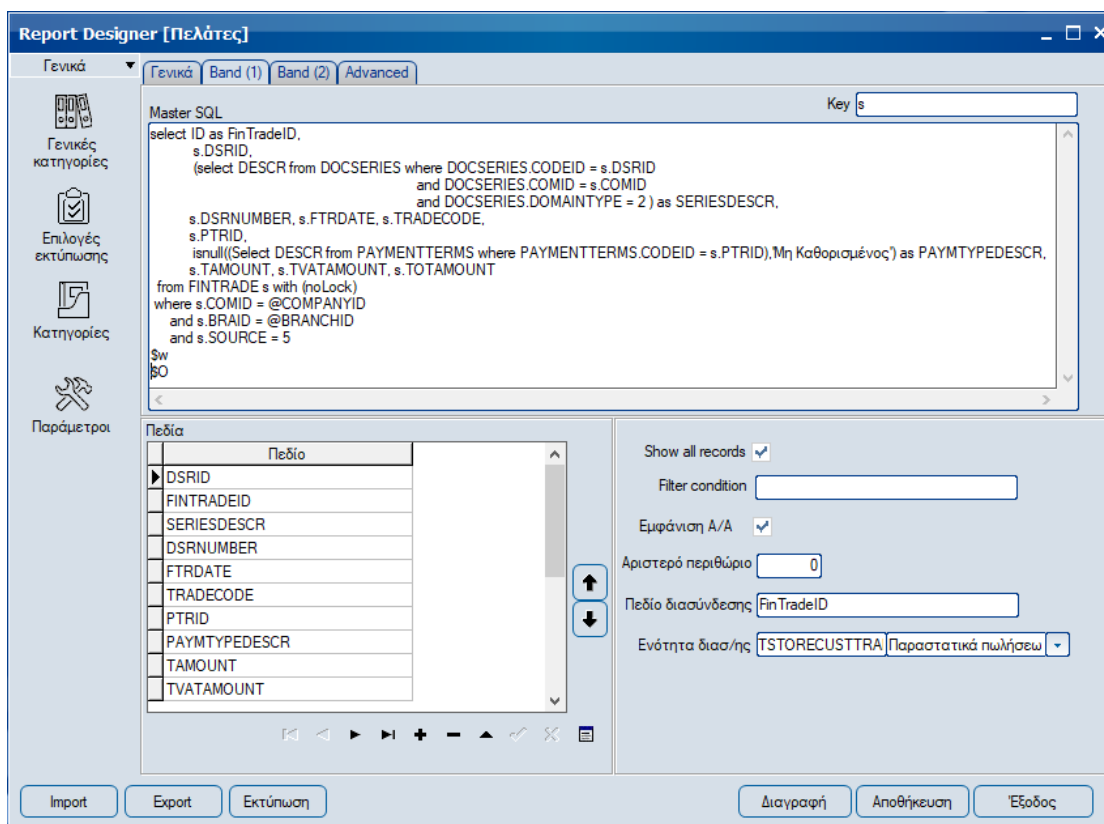 Report Designer [Πελάτες]
Γενικά
Γενικές
κατηγορίες
Επιλογές
εκτύπωσης
Κατηγορίες
Παράμετροι
Γενικά Band (1) Band (2) Advanced
Master SQL
Key s
select ID as FinTradeID,
s.DSRID,
(select DESCR from DOCSERIES where DOCSERIES.CODEID = s.DSRID
and DOCSERIES.COMID = s.COMID
and DOCSERIES.DOMAINTYPE = 2 ) as SERIESDESCR,
s.DSRNUMBER, s.FTRDATE, s.TRADECODE,
s.PTRID,
isnull((Select DESCR from PAYMENTTERMS where PAYMENTTERMS.CODEID = s.PTRID),'Μη Καθορισμένος') as PAYMTYPEDESCR,
s.TAMOUNT, s.TVATAMOUNT, s.TOTAMOUNT
from FINTRADE s with (noLock)
where s.COMID = @COMPANYID
and s.BRAID = @BRANCHID
and s.SOURCE = 5
$w
$O
Πεδία
Πεδίο
DSRID
FINTRADEID
SERIESDESCR
DSRNUMBER
FTRDATE
TRADECODE
PTRID
PAYMTYPEDESCR
TAMOUNT
TVATAMOUNT
Show all records
Filter condition
Εμφάνιση Α/Α
Αριστερό περιθώριο 0
Πεδίο διασύνδεσης FinTradeID
Ενότητα διασ/ης TSTORECUSTTRA Παραστατικά πωλήσεω
Import Export Εκτύπωση Διαγραφή Αποθήκευση Έξοδος